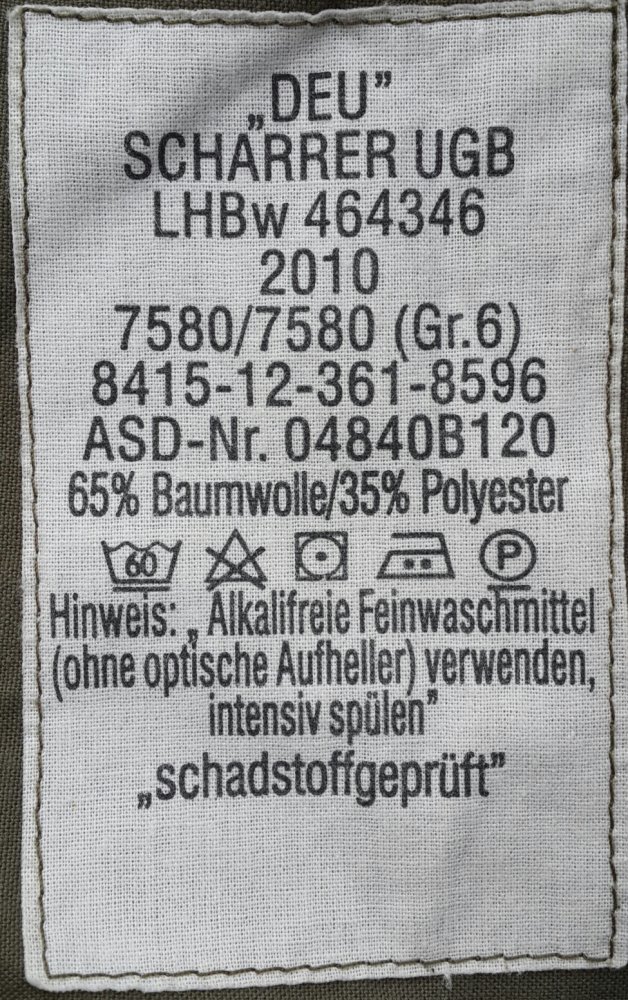 „DEU”
SCHARRER UGB
LHBw 464346
2010
7580/7580 (Gr.6)
8415-12-361-8596
ASD-Nr. 04840B120
65% Baumwolle/35% Polyester
60 P
Hinweis: „ Alkalifreie Feinwaschmittel
(ohne optische Aufheller) verwenden,
intensiv spülen”
„schadstoffgeprüft”